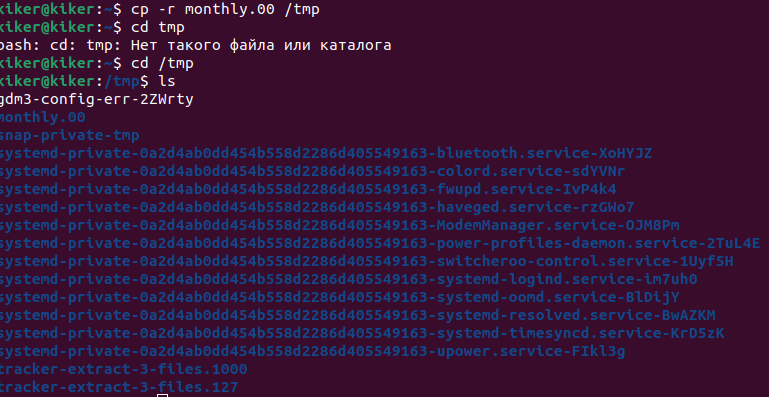 kiker@kiker:~$ cp -r monthly.00 /tmp
kiker@kiker:~$ cd tmp
bash: cd: tmp: Нет такого файла или каталога
kiker@kiker:~$ cd /tmp
kiker@kiker:/tmp$ ls
gdm3-config-err-2ZWrty
monthly.00
snap-private-tmp
systemd-private-0a2d4ab0dd454b558d2286d405549163-bluetooth.service-XoHYJZ
systemd-private-0a2d4ab0dd454b558d2286d405549163-colord.service-sdYVNr
systemd-private-0a2d4ab0dd454b558d2286d405549163-fwupd.service-IvP4k4
systemd-private-0a2d4ab0dd454b558d2286d405549163-haveged.service-rzGWo7
systemd-private-0a2d4ab0dd454b558d2286d405549163-ModemManager.service-OJM8Pm
systemd-private-0a2d4ab0dd454b558d2286d405549163-power-profiles-daemon.service-2TuL4E
systemd-private-0a2d4ab0dd454b558d2286d405549163-switcheroo-control.service-1Uyf5H
systemd-private-0a2d4ab0dd454b558d2286d405549163-systemd-logind.service-im7uh0
systemd-private-0a2d4ab0dd454b558d2286d405549163-systemd-oomd.service-BlDijY
systemd-private-0a2d4ab0dd454b558d2286d405549163-systemd-resolved.service-BwAZKM
systemd-private-0a2d4ab0dd454b558d2286d405549163-systemd-timesyncd.service-KrD5zK
systemd-private-0a2d4ab0dd454b558d2286d405549163-upower.service-FIkl3g
tracker-extract-3-files.1000
tracker-extract-3-files.127